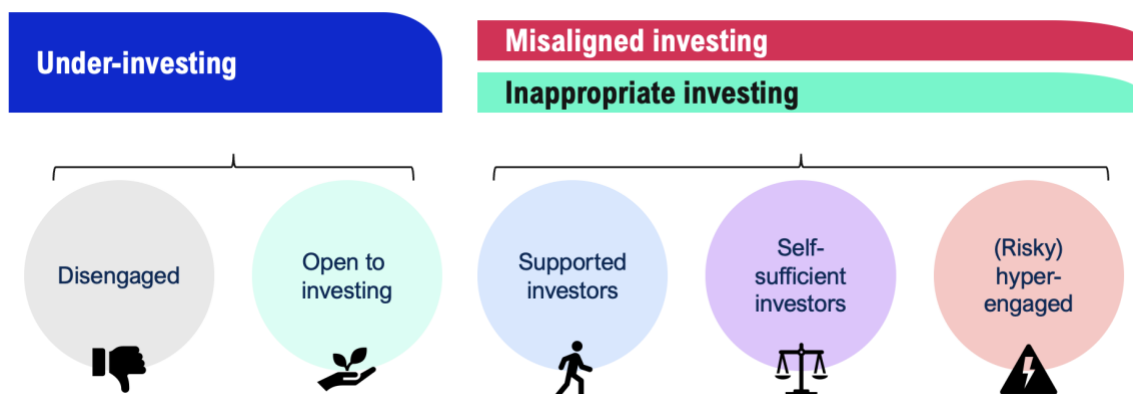 Under-investing
Misaligned investing
Inappropriate investing
Disengaged
Open to
investing
Supported
investors
Self-
sufficient
investors
(Risky)
hyper-
engaged